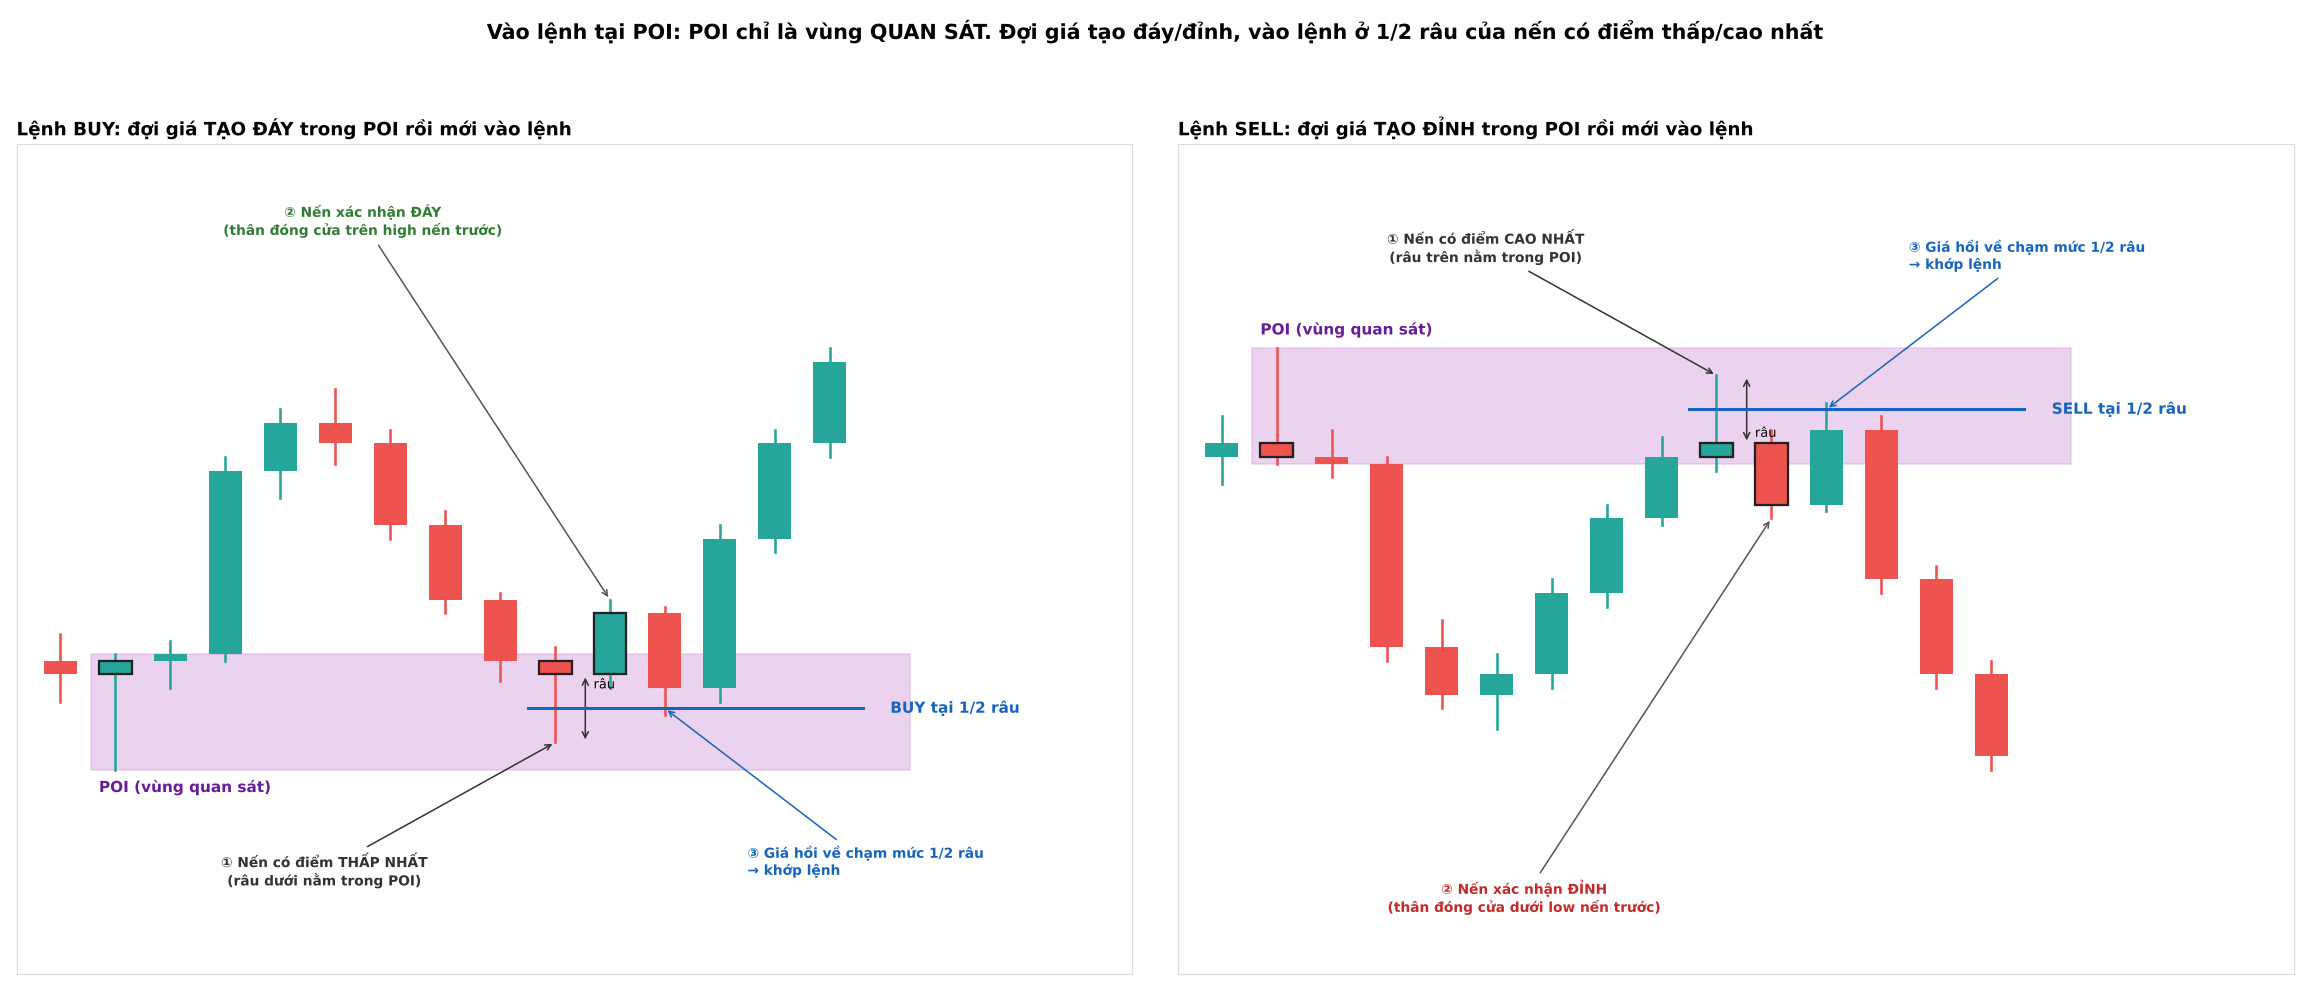 Vào lệnh tại POI: POI chỉ là vùng QUAN SÁT. Đợi giá tạo đáy/đỉnh, vào lệnh ở 1/2 râu của nến có điểm thấp/cao nhất
Lệnh BUY: đợi giá TẠO ĐÁY trong POI rồi mới vào lệnh
② Nến xác nhận ĐÁY
(thân đóng cửa trên high nến trước)
râu
BUY tại 1/2 râu
POI (vùng quan sát)
① Nến có điểm THẤP NHẤT
(râu dưới nằm trong POI)
③ Giá hồi về chạm mức 1/2 râu
→ khớp lệnh
Lệnh SELL: đợi giá TẠO ĐỈNH trong POI rồi mới vào lệnh
① Nến có điểm CAO NHẤT
(râu trên nằm trong POI)
③ Giá hồi về chạm mức 1/2 râu
→ khớp lệnh
POI (vùng quan sát)
SELL tại 1/2 râu
râu
② Nến xác nhận ĐỈNH
(thân đóng cửa dưới low nến trước)